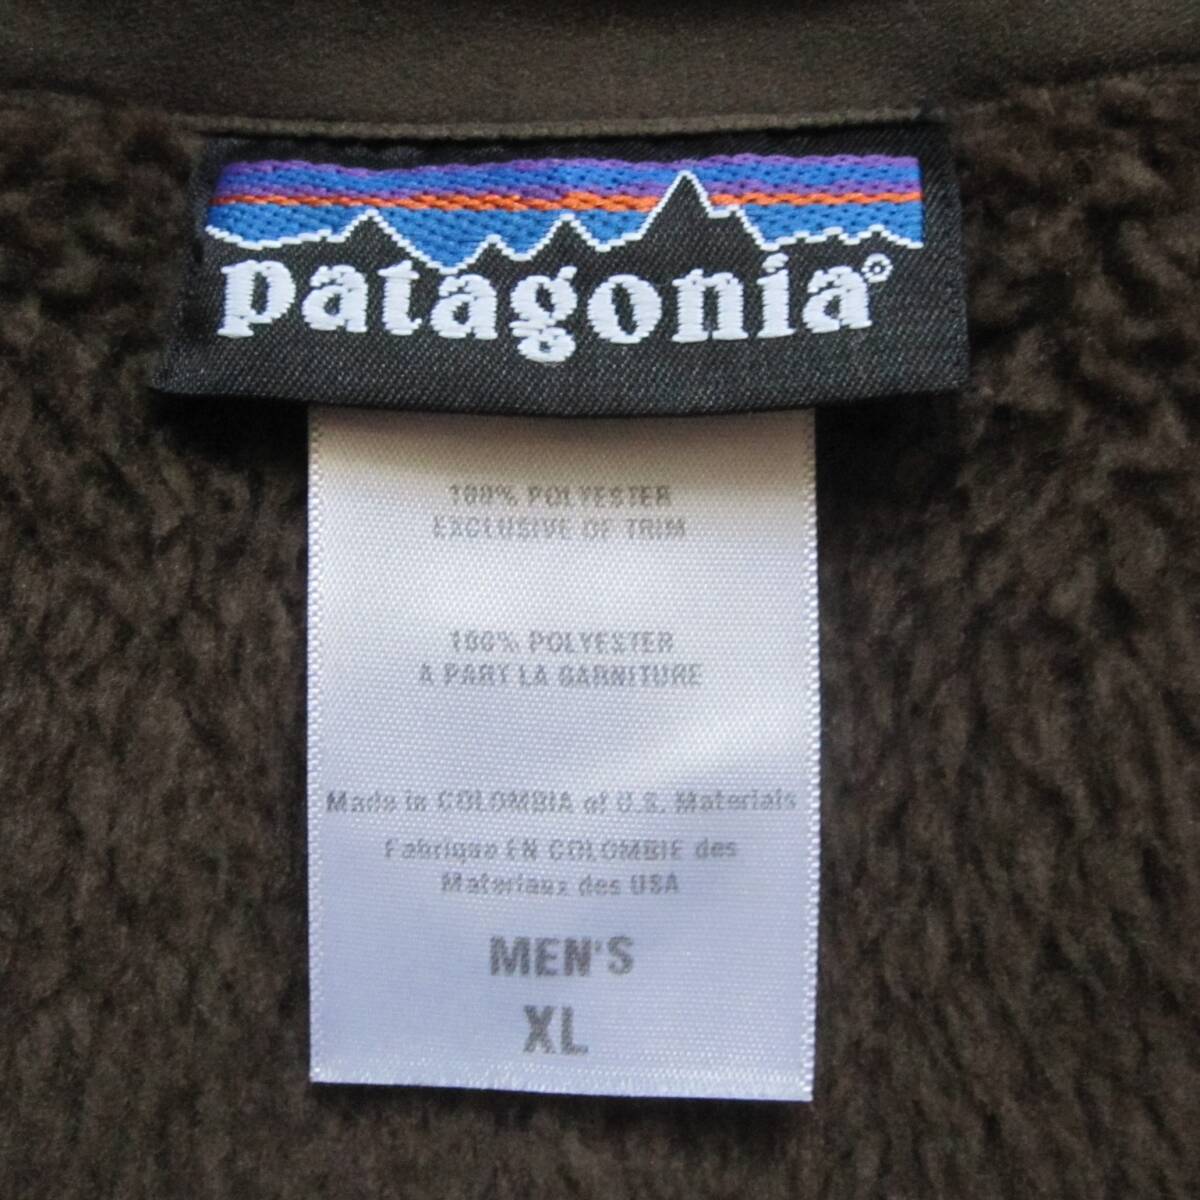 patagonia®
100% POLYESTER
EXCLUSIVE OF TRIM
100% POLYESTER
A PART LA GARNITURE
Made in COLOMBIA of U.S. Materials
Fabrique EN COLOMBIE des
Materiaux des USA
MEN'S
XL